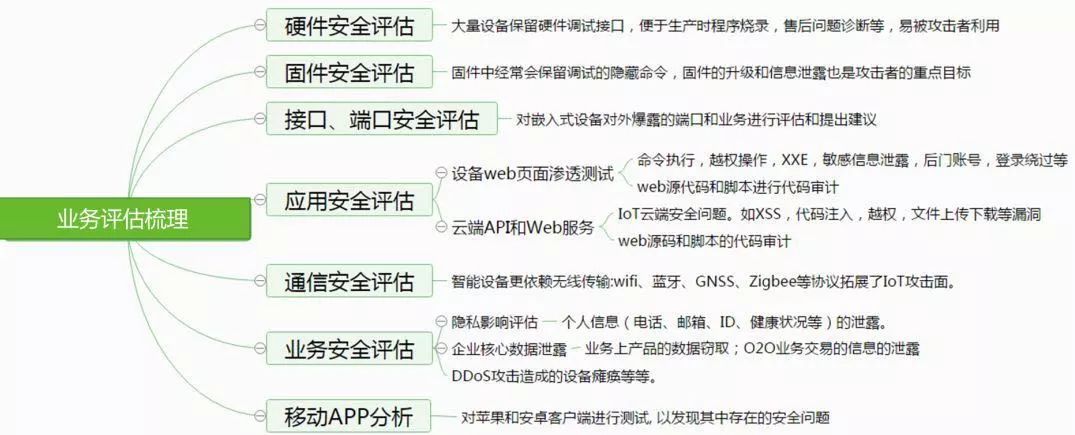 业务评估梳理
硬件安全评估
大量设备保留硬件调试接口，便于生产时程序烧录，售后问题诊断等，易被攻击者利用
固件安全评估
固件中经常会保留调试的隐藏命令，固件的升级和信息泄露也是攻击者的重点目标
接口、端口安全评估
对嵌入式设备对外爆露的端口和业务进行评估和提出建议
应用安全评估
设备web页面渗透测试
命令执行，越权操作，XXE，敏感信息泄露，后门账号，登录绕过等
web源代码和脚本进行代码审计
云端API和Web服务
IoT云端安全问题。如XSS，代码注入，越权，文件上传下载等漏洞
web源码和脚本的代码审计
通信安全评估
智能设备更依赖无线传输:wifi、蓝牙、GNSS、Zigbee等协议拓展了IoT攻击面。
业务安全评估
隐私影响评估
个人信息（电话、邮箱、ID、健康状况等）的泄露。
企业核心数据泄露
业务上产品的数据窃取；O2O业务交易的信息的泄露
DDoS攻击造成的设备瘫痪等等。
移动APP分析
对苹果和安卓客户端进行测试, 以发现其中存在的安全问题